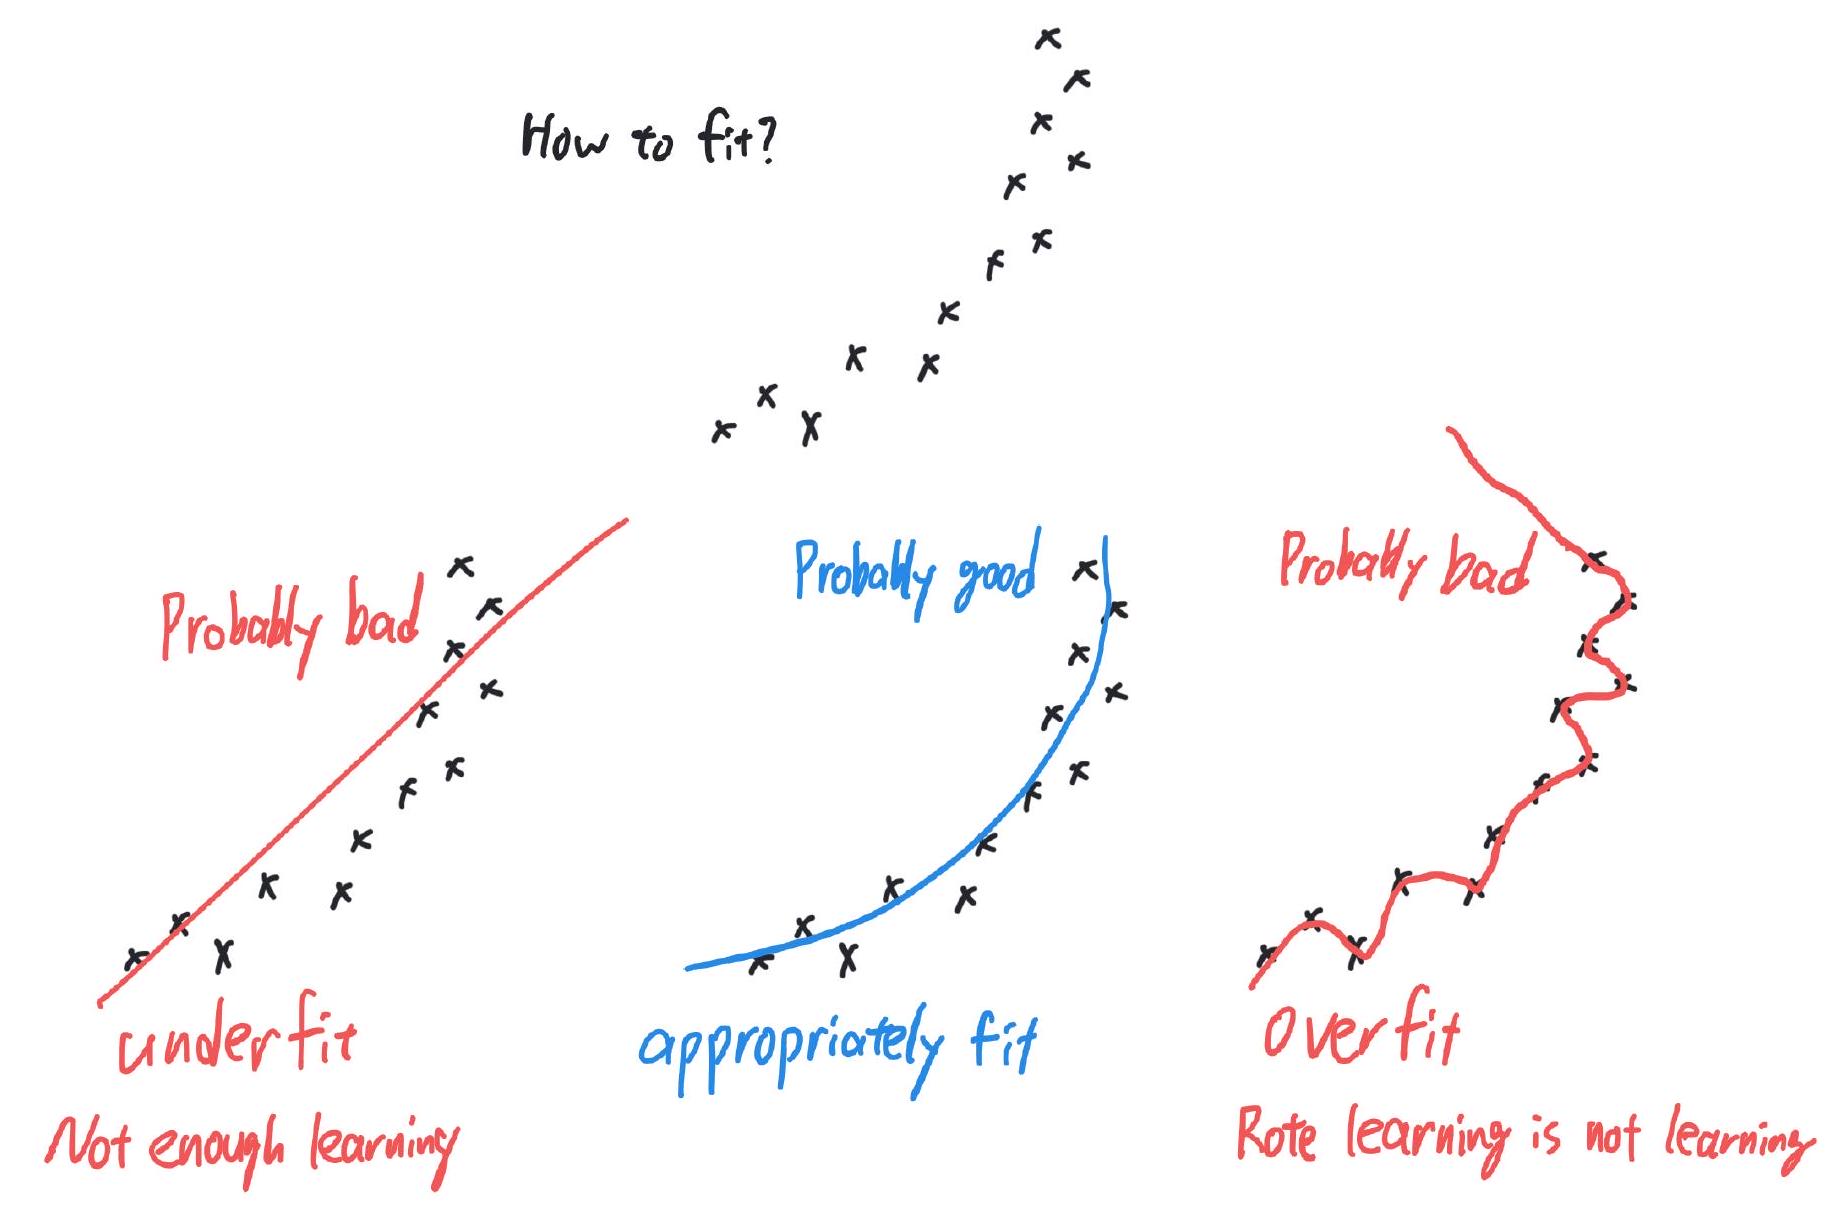 How to fit?
Probably bad
underfit
Not enough learning
Probably good
appropriately fit
Probably bad
Overfit
Rote learning is not learning